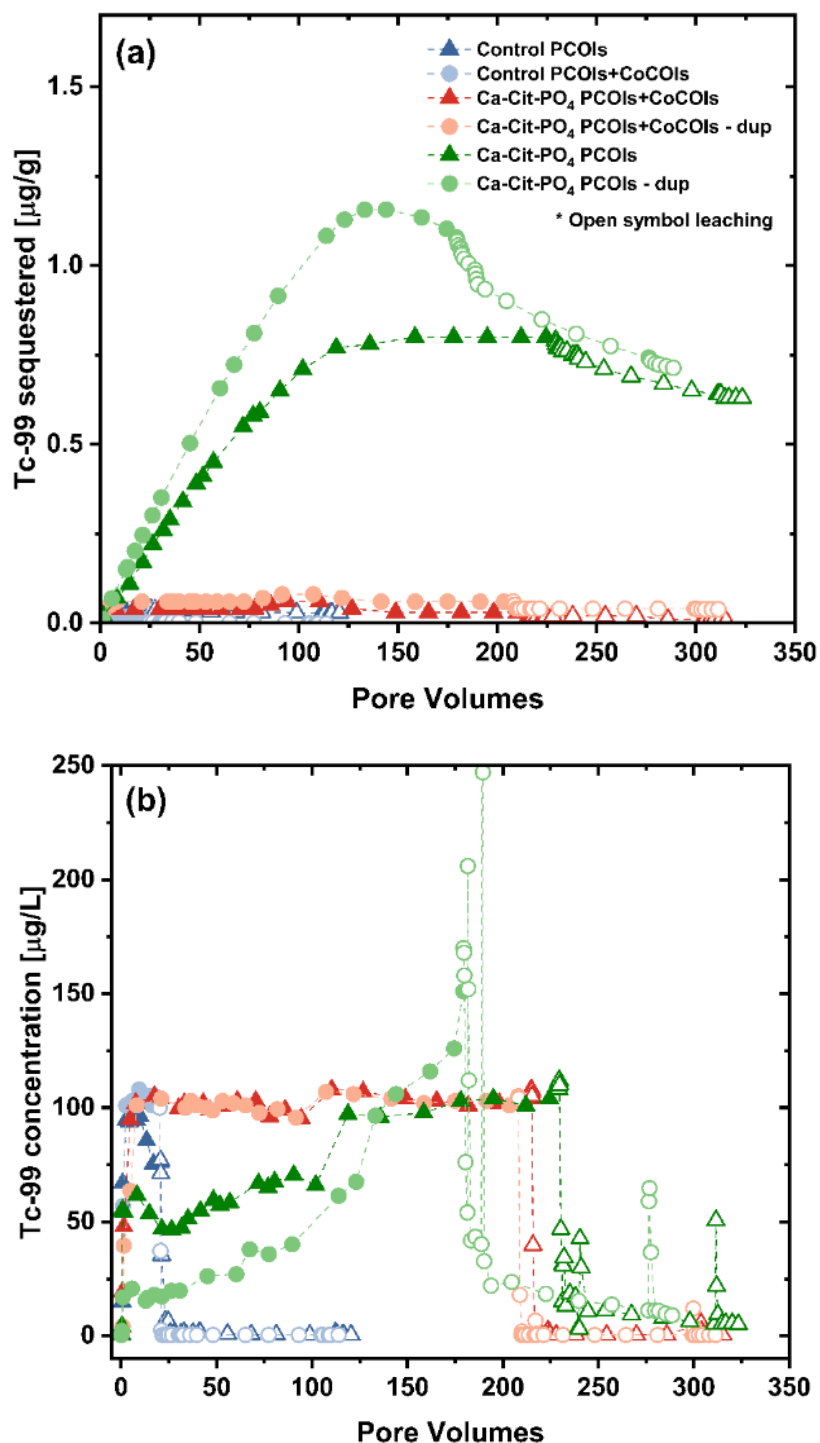 (a)
Control PCOIs
Control PCOIs+CoCOIs
Ca-Cit-PO4 PCOIs+CoCOIs
Ca-Cit-PO4 PCOIs+CoCOIs - dup
Ca-Cit-PO4 PCOIs
Ca-Cit-PO4 PCOIs - dup
* Open symbol leaching
Tc-99 sequestered [µg/g]
1.5
1.0
0.5
0.0
0 50 100 150 200 250 300 350
Pore Volumes
(b)
Tc-99 concentration [µg/L]
250
200
150
100
50
0
0 50 100 150 200 250 300 350
Pore Volumes